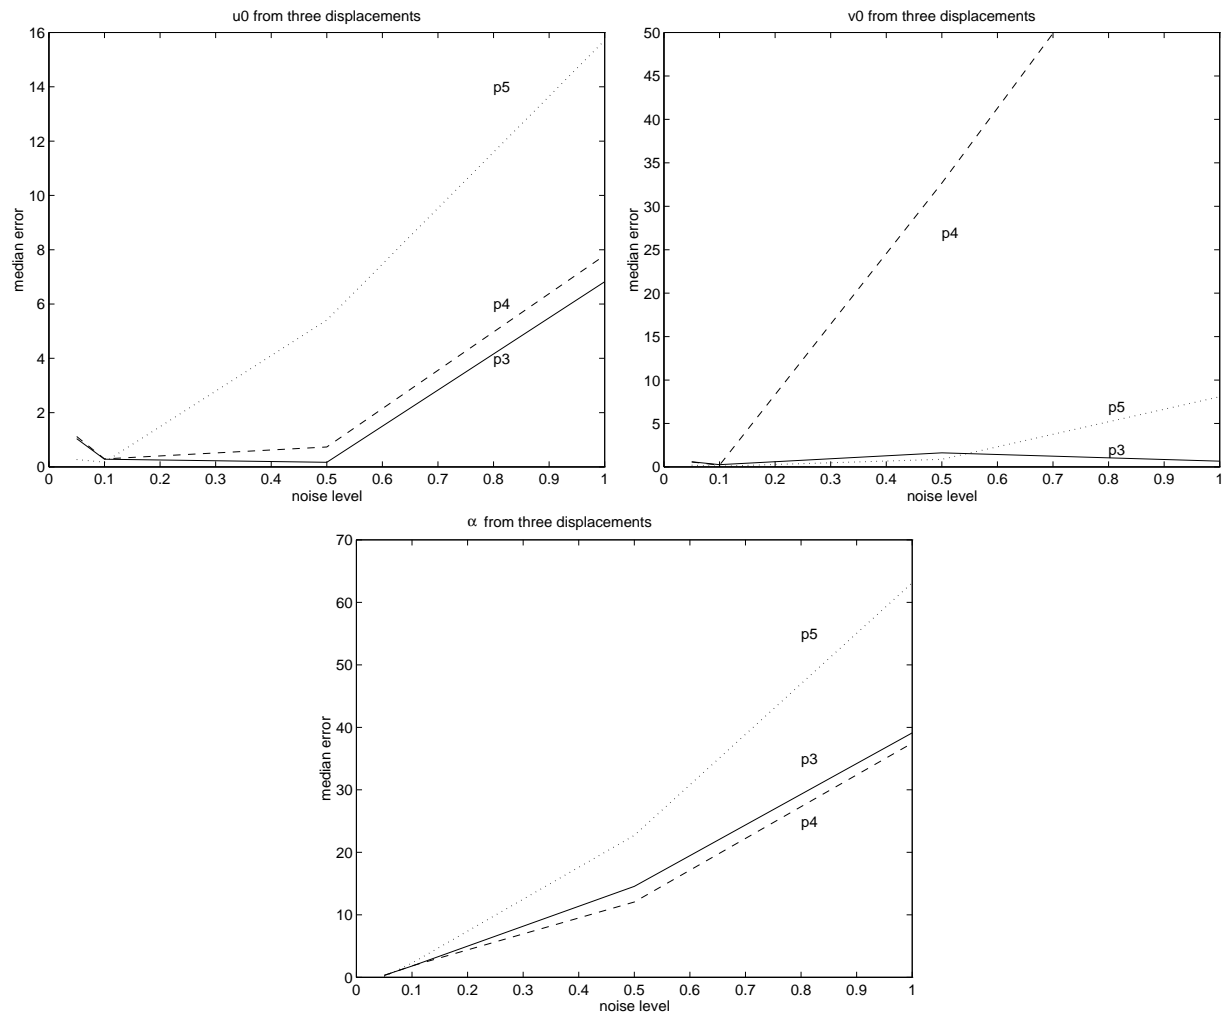 u0 from three displacements
16
14
12
10
8
6
4
2
0
median error
p5
p4
p3
0 0.1 0.2 0.3 0.4 0.5 0.6 0.7 0.8 0.9 1
noise level
v0 from three displacements
50
45
40
35
30
25
20
15
10
5
0
median error
p4
p5
p3
0 0.1 0.2 0.3 0.4 0.5 0.6 0.7 0.8 0.9 1
noise level
α from three displacements
70
60
50
40
30
20
10
0
median error
p5
p3
p4
0 0.1 0.2 0.3 0.4 0.5 0.6 0.7 0.8 0.9 1
noise level